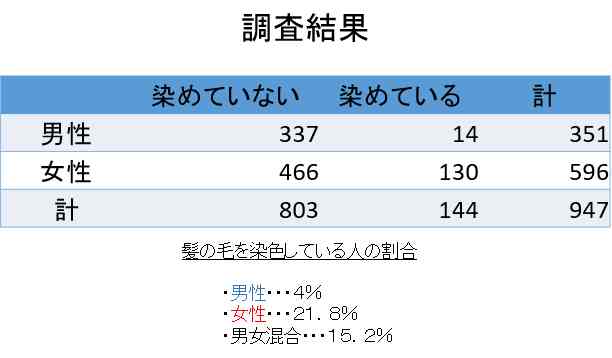 調査結果
染めていない 染めている 計
男性 337 14 351
女性 466 130 596
計 803 144 947
髪の毛を染色している人の割合
・男性・・・4%
・女性・・・21．8%
・男女混合・・・15．2%